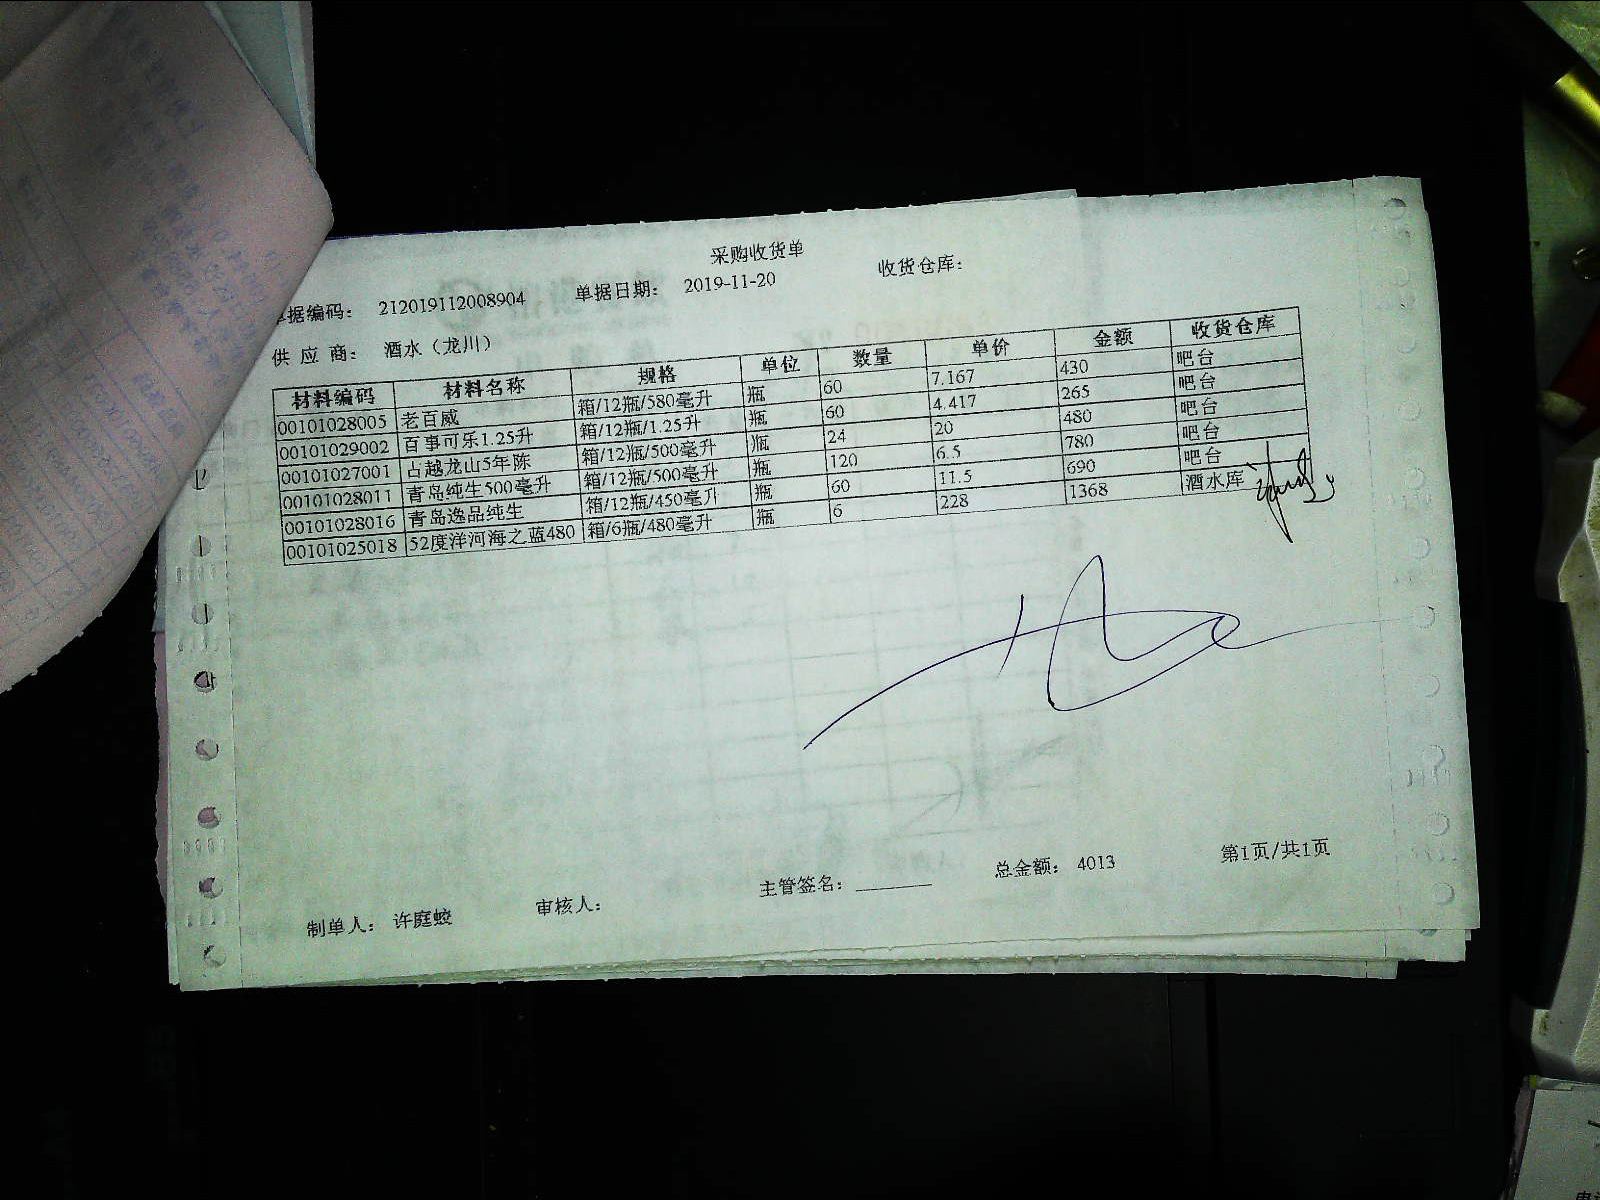 采购收货单
据编码: 212019112008904 单据日期: 2019-11-20 收货仓库:
供 应 商: 酒水（龙川）
材料编码 材料名称 规格 单位 数量 单价 金额 收货仓库
00101028005 老百威 箱/12瓶/580毫升 瓶 60 7.167 430 吧台
00101029002 百事可乐1.25升 箱/12瓶/1.25升 瓶 60 4.417 265 吧台
00101027001 古越龙山5年陈 箱/12瓶/500毫升 瓶 24 20 480 吧台
00101028011 青岛纯生500毫升 箱/12瓶/500毫升 瓶 120 6.5 780 吧台
00101028016 青岛逸品纯生 箱/12瓶/450毫升 瓶 60 11.5 690 吧台
00101025018 52度洋河海之蓝480 箱/6瓶/480毫升 瓶 6 228 1368 酒水库
制单人: 许庭蛟 审核人: 主管签名: 总金额: 4013 第1页/共1页